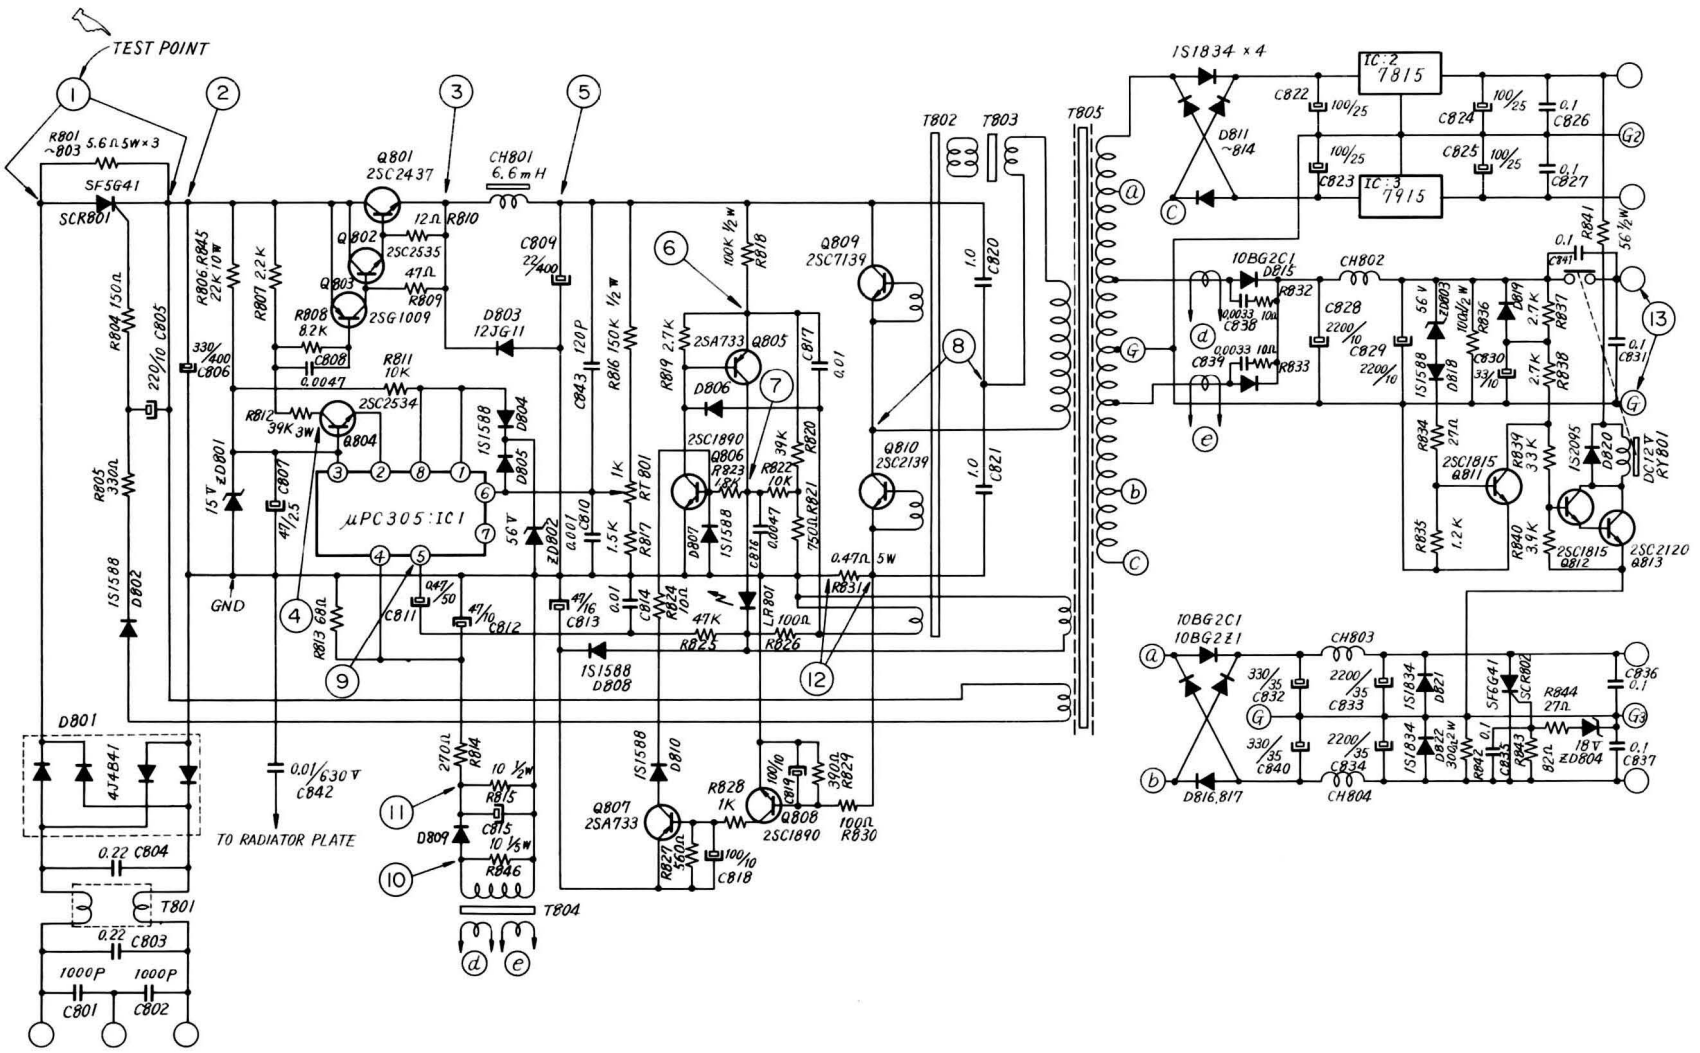 TEST POINT
1
2
3
5
R801
~803
5.6Ω5W×3
SF5G41
SCR801
Q801
2SC2437
CH801
6.6mH
12Ω
R810
Q802
2SC2535
47Ω
R809
Q803
2SG1009
R808
8.2K
C808
0.0047
R811
10K
R804 150Ω
220/10 C805
330/400
C806
R806,R845
22K 10W
R807 2.2K
D803
12JG11
C809
22/400
120P
C843
R816 150K 1/2W
R812
39K 3W
2SC2534
Q804
1S1588
D804
D805
3
2
8
1
6
7
4
5
μPC305:IC1
15V
ZD801
C807
47/2.5
R805
330Ω
1S1588
D802
GND
4
R813 68Ω
C811
0.47/50
47/10
C812
9
56V
ZD802
0.001
C810
1K
RT801
1.5K
R817
47/16
C813
0.01
C814
1S1588
D808
R824
10Ω
47K
R825
100Ω
R826
LR801
6
100K 1/2W
R818
R819 2.7K
2SA733
Q805
D806
7
C817
0.01
2SC1890
Q806
R823
1.8K
R822
10K
39K
R820
750Ω R821
D807
1S1588
C816
0.0047
0.47Ω 5W
R831
12
Q809
2SC7139
Q810
2SC2139
8
1.0
C820
1.0
C821
T802
T803
T805
D801
4J4B41
0.01/630V
C842
TO RADIATOR PLATE
0.22 C804
T801
0.22 C803
1000P
1000P
C801
C802
270Ω
R814
10 1/2W
R815
11
C815
D809
10 1/5W
R846
10
T804
d
e
1S1588
D810
Q807
2SA733
R827
560Ω
R828
1K
100/10
C818
Q808
2SC1890
100/10
C819
390Ω
R829
100Ω
R830
1S1834 × 4
D811
~814
a
C
C822
100/25
100/25
C823
IC:2
7815
IC:3
7915
C824
100/25
C825
100/25
0.1
C826
0.1
C827
G2
R841
56 1/2W
10BG2C1
D815
0.0033
C838
R832
10Ω
d
0.0033
C839
10Ω
R833
e
G
b
C
CH802
C828
2200/10
C829
2200/10
56V
ZD803
1S1588
D818
100Ω/2W
R836
C830
33/10
D819
2.7K
R837
2.7K
R838
0.1
C841
0.1
C831
13
G
R834
27Ω
R835
1.2K
2SC1815
Q811
R839
3.3K
R840
3.9K
1S2095
D820
DC12V
RY801
2SC1815
Q812
2SC2120
Q813
10BG2C1
10BG2Z1
a
b
D816,817
G
330/35
C832
330/35
C840
CH803
2200/35
C833
2200/35
C834
CH804
1S1834
D821
1S1834
D822
300Ω2W
R842
0.1
C835
SF6G41
SCR802
R843
82Ω
R844
27Ω
18V
ZD804
C836
0.1
G3
0.1
C837